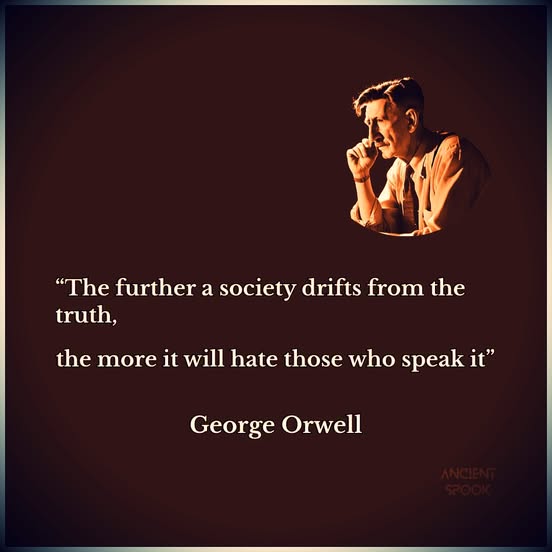 “The further a society drifts from the
truth,
the more it will hate those who speak it”
George Orwell
ANCIENT
SPOOK